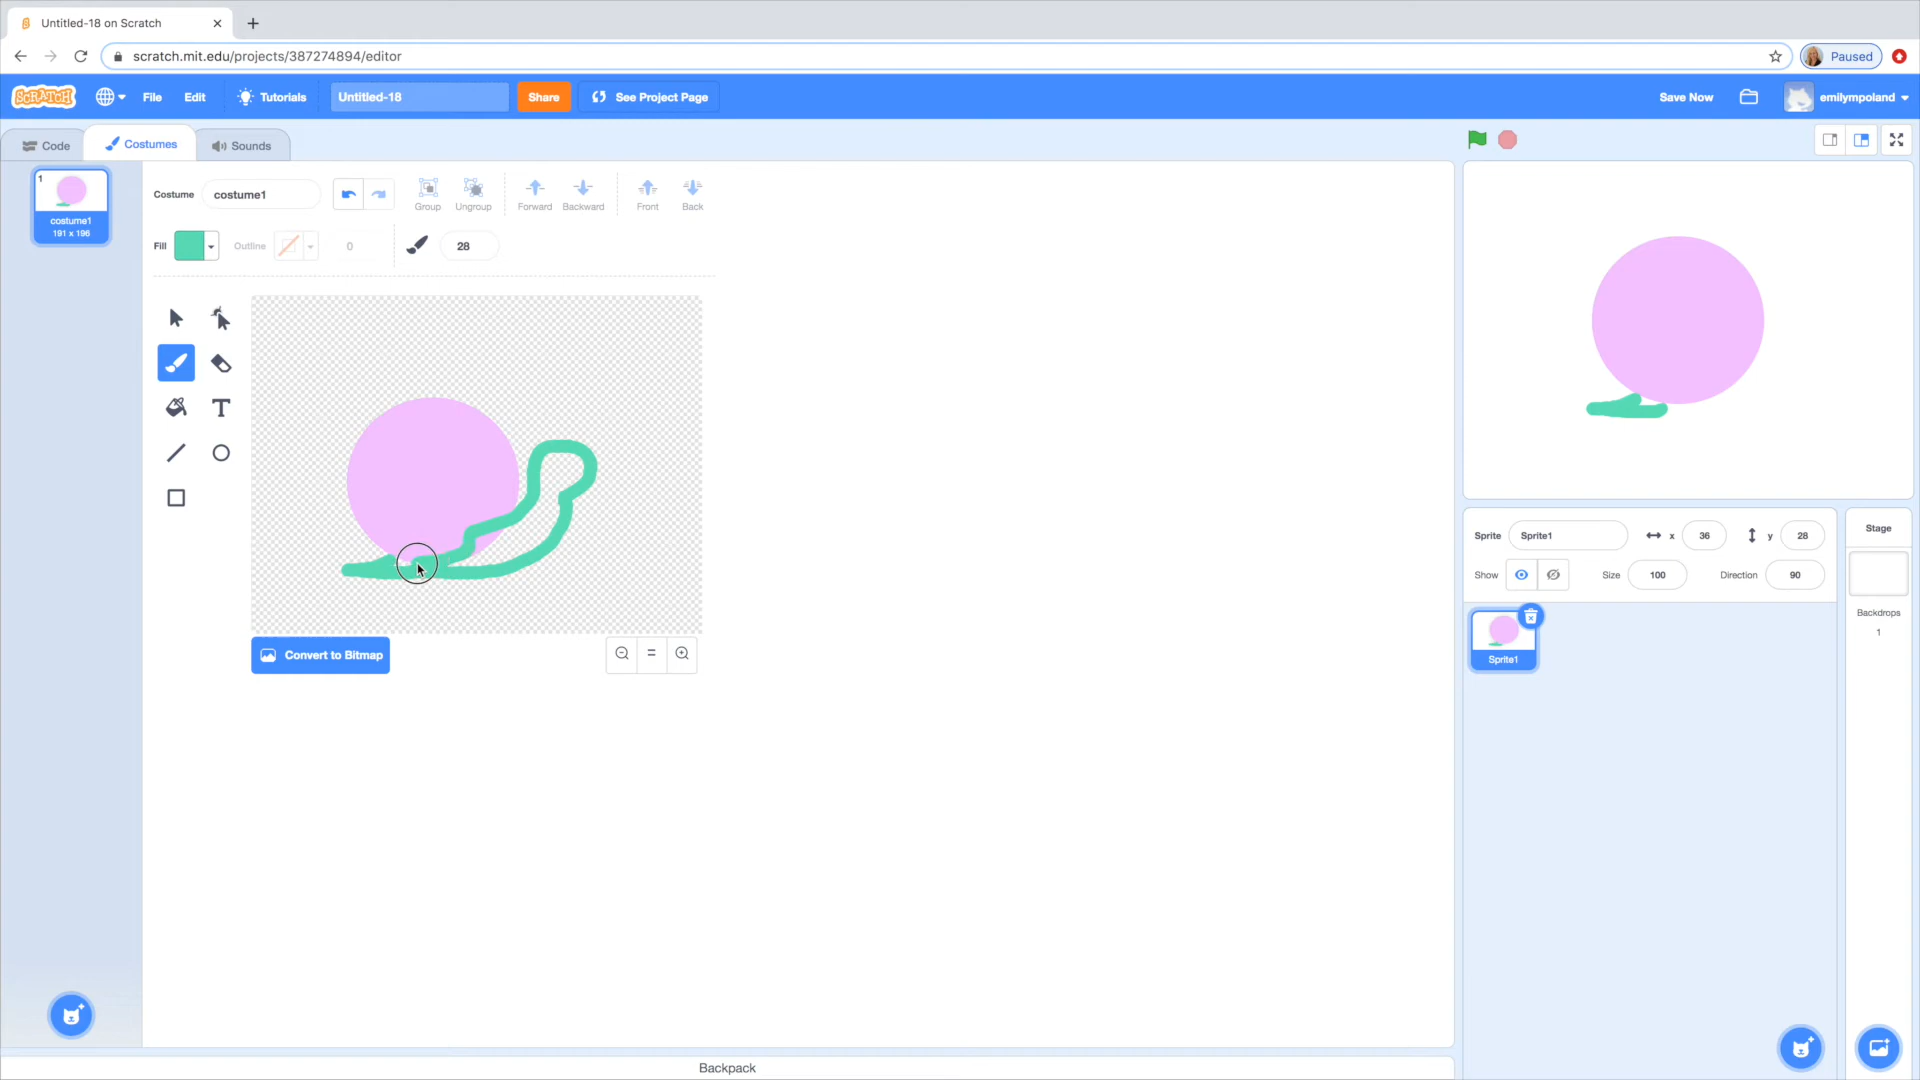 Untitled-18 on Scratch
scratch.mit.edu/projects/387274894/editor
Paused
SCRATCH
File
Edit
Tutorials
Untitled-18
Share
See Project Page
Save Now
emilympoland
Code
Costumes
Sounds
1
costume1
191 x 196
Costume
costume1
Group
Ungroup
Forward
Backward
Front
Back
Fill
Outline
0
28
T
Convert to Bitmap
=
Sprite
Sprite1
x
36
y
28
Show
Size
100
Direction
90
Sprite1
Stage
Backdrops
1
Backpack